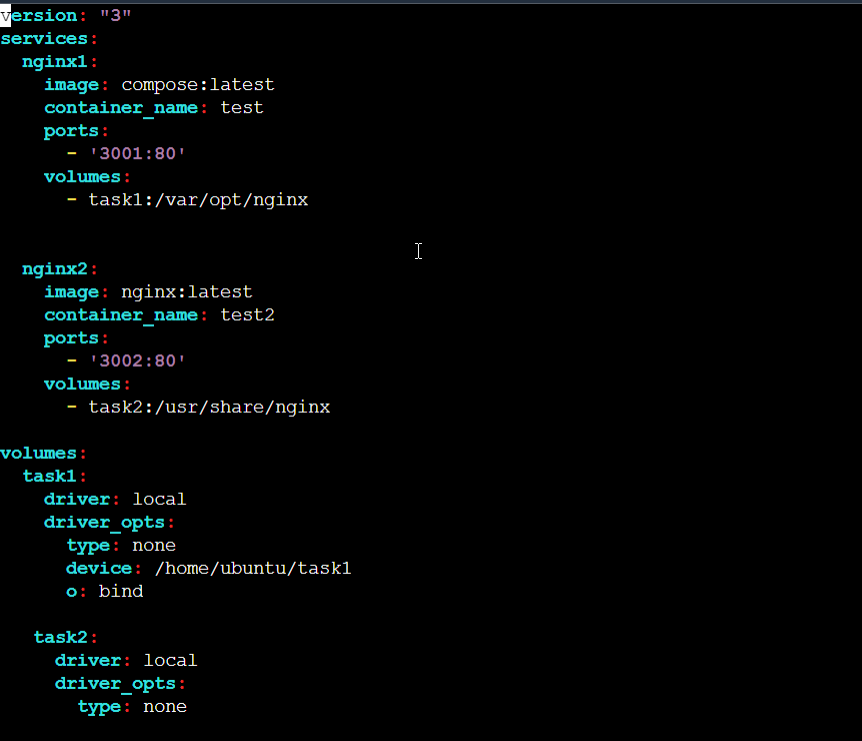 version: "3"
services:
  nginx1:
    image: compose:latest
    container_name: test
    ports:
      - '3001:80'
    volumes:
      - task1:/var/opt/nginx
  nginx2:
    image: nginx:latest
    container_name: test2
    ports:
      - '3002:80'
    volumes:
      - task2:/usr/share/nginx
volumes:
  task1:
    driver: local
    driver_opts:
      type: none
      device: /home/ubuntu/task1
      o: bind
   task2:
     driver: local
     driver_opts:
       type: none